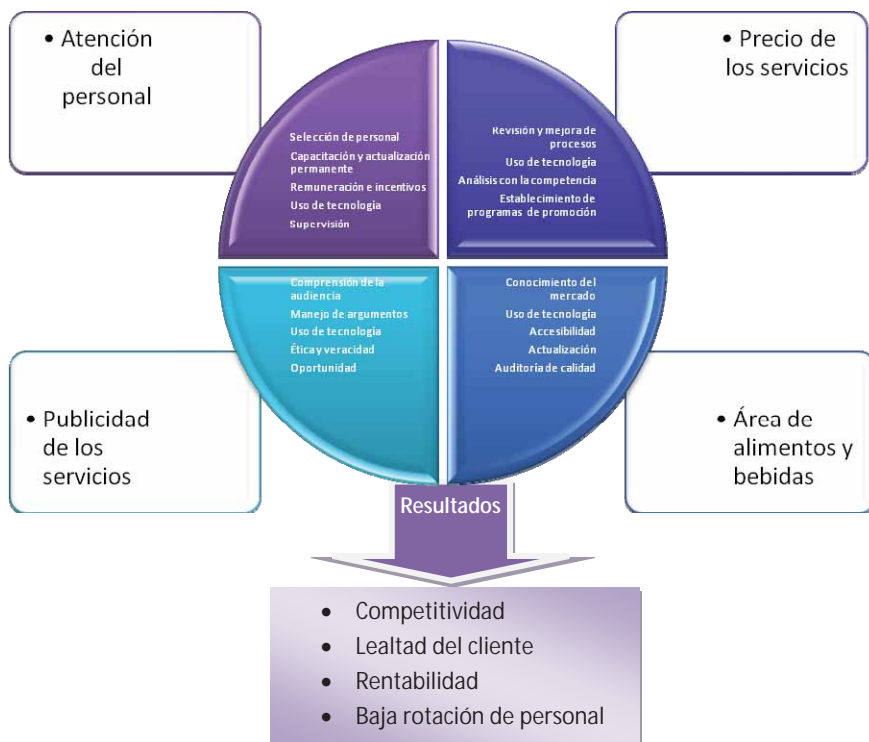 • Atención
del
personal
• Precio de
los servicios
Selección de personal
Capacitación y actualización
permanente
Remuneración e incentivos
Uso de tecnología
Supervisión
Revisión y mejora de
procesos
Uso de tecnología
Análisis con la competencia
Establecimiento de
programas de promoción
Comprensión de la
audiencia
Manejo de argumentos
Uso de tecnología
Ética y veracidad
Oportunidad
Conocimiento del
mercado
Uso de tecnología
Accesibilidad
Actualización
Auditoria de calidad
• Publicidad
de los
servicios
• Área de
alimentos y
bebidas
Resultados
• Competitividad
• Lealtad del cliente
• Rentabilidad
• Baja rotación de personal